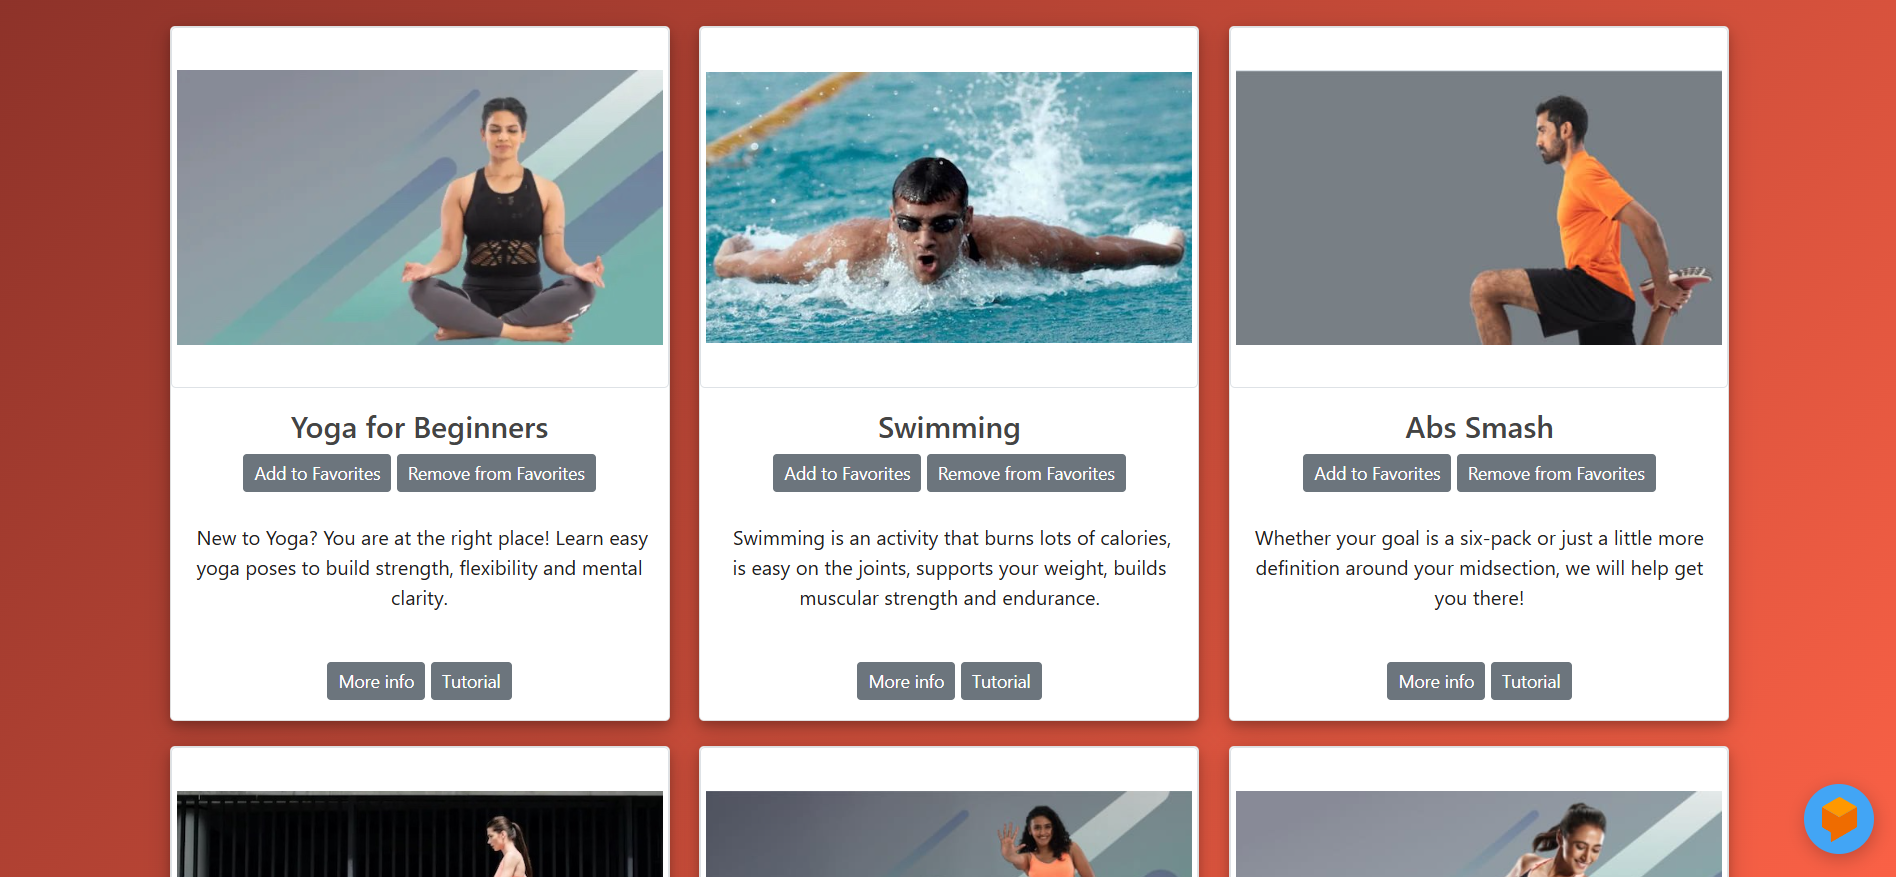 Yoga for Beginners
Add to Favorites Remove from Favorites
New to Yoga? You are at the right place! Learn easy
yoga poses to build strength, flexibility and mental
clarity.
More info Tutorial
Swimming
Add to Favorites Remove from Favorites
Swimming is an activity that burns lots of calories,
is easy on the joints, supports your weight, builds
muscular strength and endurance.
More info Tutorial
Abs Smash
Add to Favorites Remove from Favorites
Whether your goal is a six-pack or just a little more
definition around your midsection, we will help get
you there!
More info Tutorial